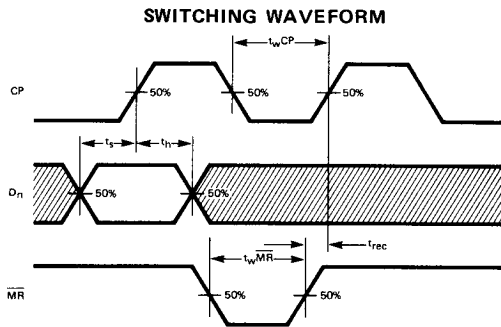 SWITCHING WAVEFORM
t_wCP
CP
50%
50%
50%
t_s
t_h
D_n
50%
50%
t_rec
t_wMR̅
MR̅
50%
50%